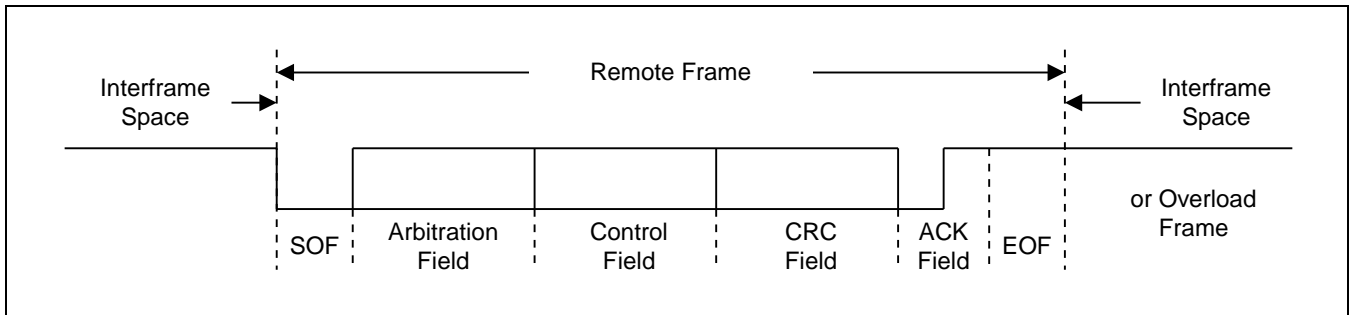 Remote Frame
Interframe
Space
Interframe
Space
or Overload
Frame
SOF
Arbitration
Field
Control
Field
CRC
Field
ACK
Field
EOF